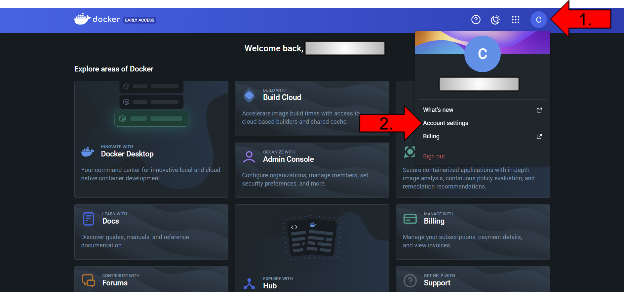 docker EARLY ACCESS
C
1.
Welcome back,
C
Explore areas of Docker
What's new
Account settings
Billing
Sign out
2.
INNOVATE WITH
Docker Desktop
Your command center for innovative local and cloud
native container development
BUILD WITH
Build Cloud
Accelerate image build times with access to
cloud based builders and shared cache.
ORGANIZE WITH
Admin Console
Configure organizations, manage members, set
security preferences, and more.
Secure containerized applications with in-depth
image analysis, continuous policy evaluation, and
remediation recommendations.
LEARN WITH
Docs
Discover guides, manuals, and reference
documentation.
EXPLORE WITH
Hub
MANAGE WITH
Billing
Manage your subscriptions, payment details,
and view invoices.
CONTRIBUTE WITH
Forums
GET HELP WITH
Support